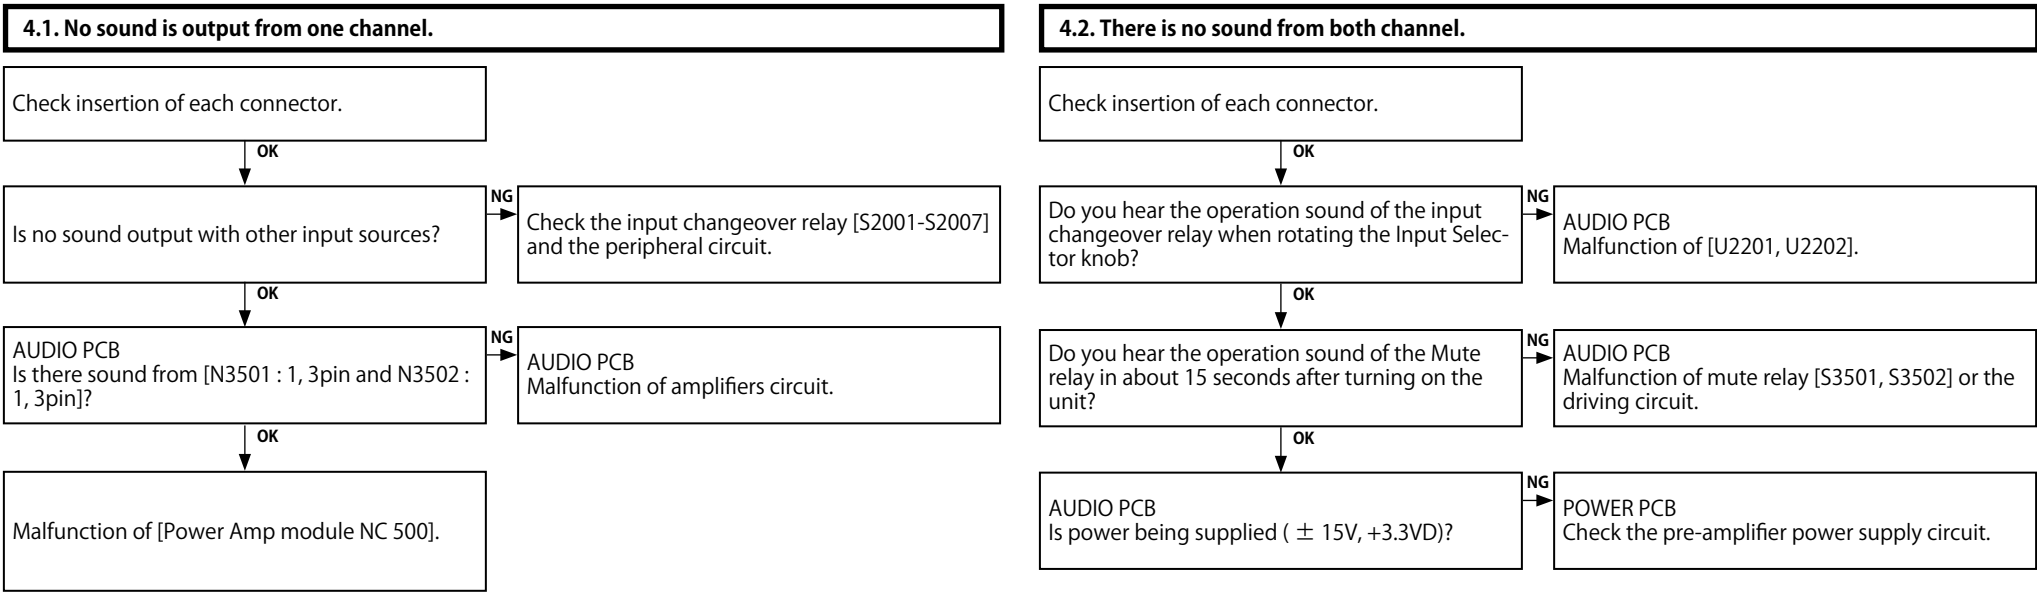 4.1. No sound is output from one channel.
Check insertion of each connector.
OK
Is no sound output with other input sources?
NG
Check the input changeover relay [S2001-S2007]
and the peripheral circuit.
OK
AUDIO PCB
Is there sound from [N3501 : 1, 3pin and N3502 :
1, 3pin]?
NG
AUDIO PCB
Malfunction of amplifiers circuit.
OK
Malfunction of [Power Amp module NC 500].
4.2. There is no sound from both channel.
Check insertion of each connector.
OK
Do you hear the operation sound of the input
changeover relay when rotating the Input Selec-
tor knob?
NG
AUDIO PCB
Malfunction of [U2201, U2202].
OK
Do you hear the operation sound of the Mute
relay in about 15 seconds after turning on the
unit?
NG
AUDIO PCB
Malfunction of mute relay [S3501, S3502] or the
driving circuit.
OK
AUDIO PCB
Is power being supplied ( ± 15V, +3.3VD)?
NG
POWER PCB
Check the pre-amplifier power supply circuit.